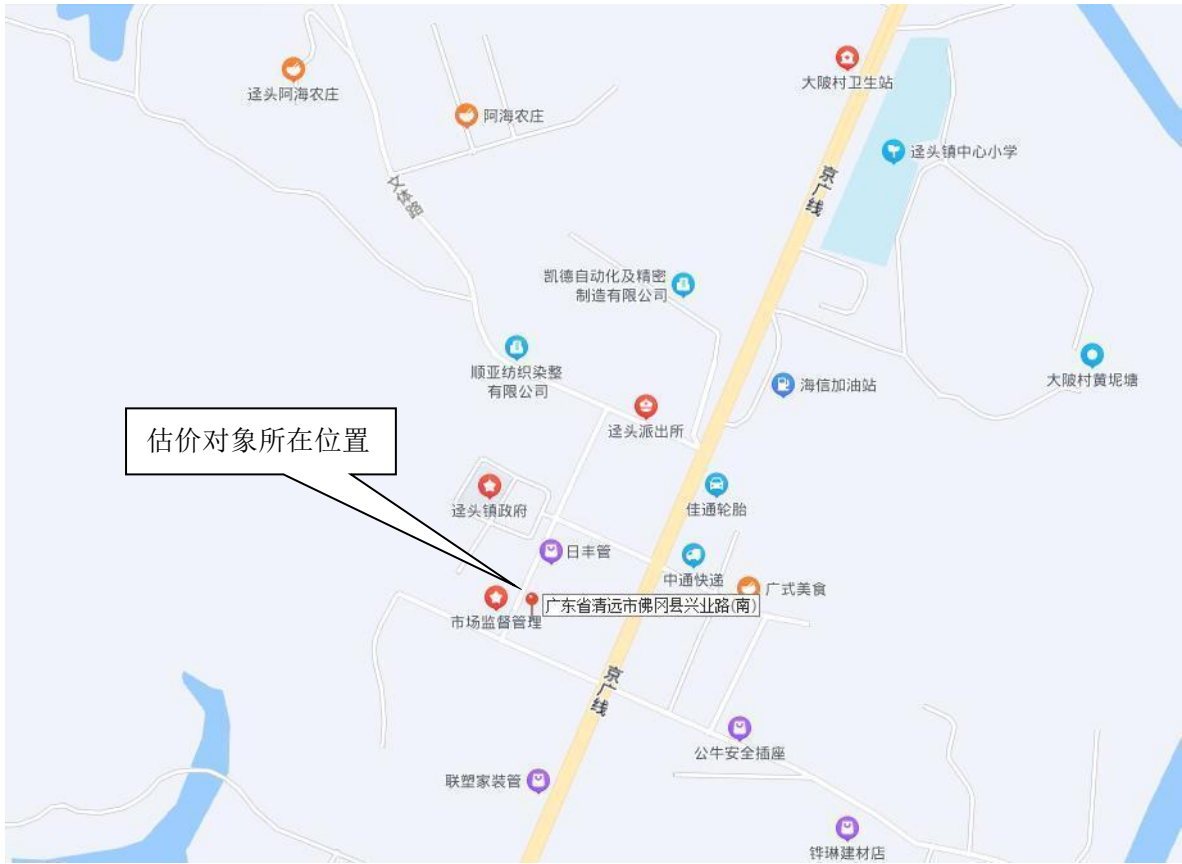 大陂村卫生站
迳头阿海农庄
阿海农庄
迳头镇中心小学
京广线
文体路
凯德自动化及精密
制造有限公司
顺亚纺织染整
有限公司
大陂村黄坭塘
海信加油站
迳头派出所
估价对象所在位置
迳头镇政府
佳通轮胎
日丰管
中通快递
广式美食
广东省清远市佛冈县兴业路(南)
市场监督管理
京广线
公牛安全插座
联塑家装管
铧琳建材店